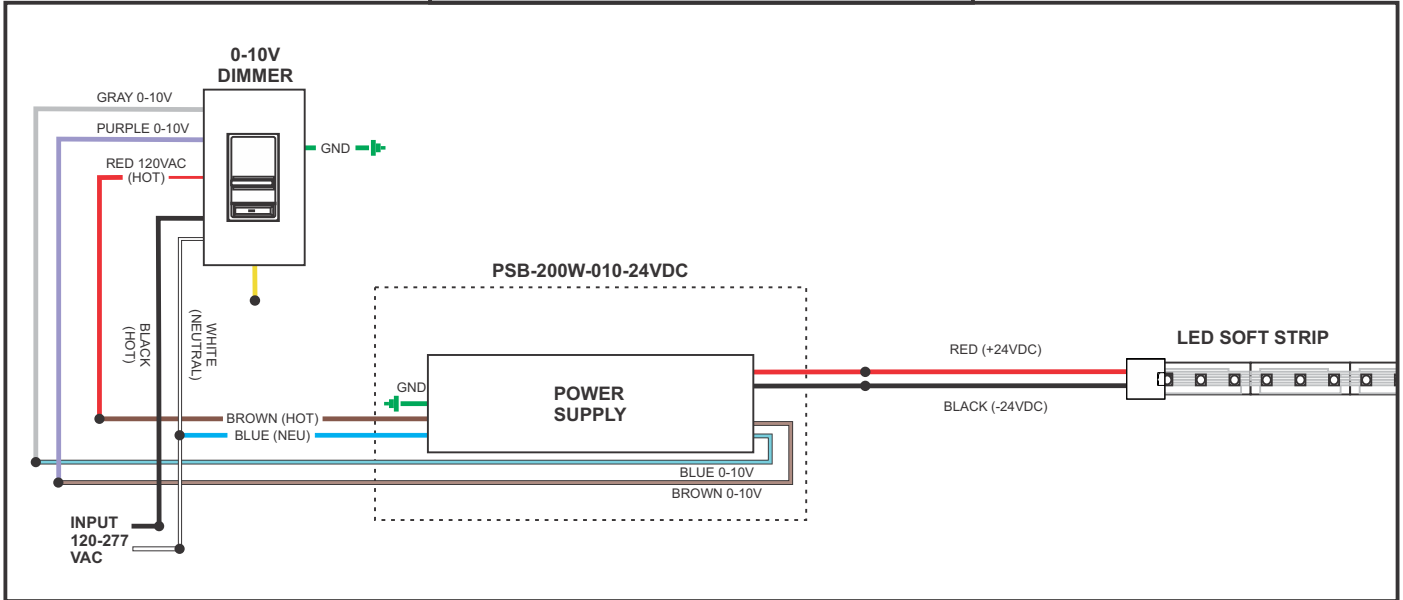 0-10V
DIMMER
GRAY 0-10V
PURPLE 0-10V
RED 120VAC
(HOT)
GND
BLACK
(HOT)
WHITE
(NEUTRAL)
PSB-200W-010-24VDC
GND
POWER
SUPPLY
BROWN (HOT)
BLUE (NEU)
BLUE 0-10V
BROWN 0-10V
RED (+24VDC)
BLACK (-24VDC)
LED SOFT STRIP
INPUT
120-277
VAC